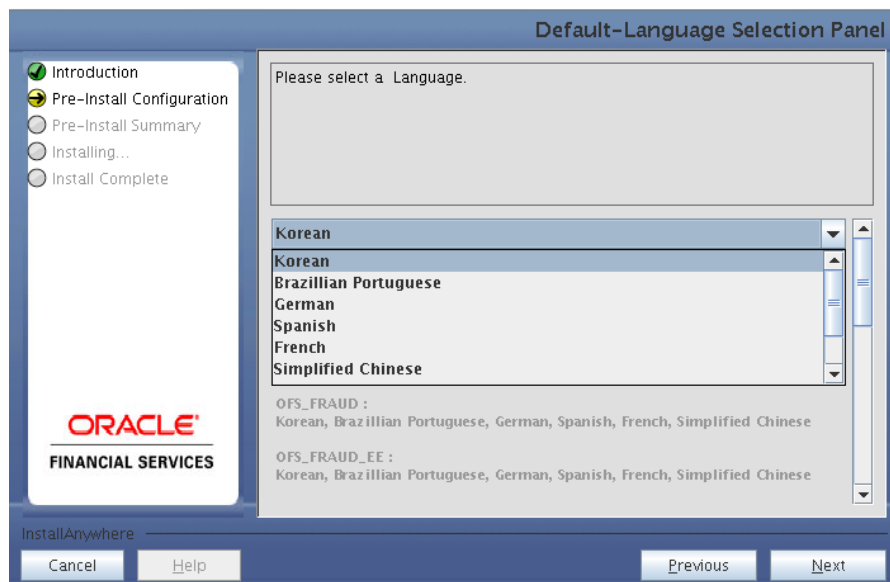 Default-Language Selection Panel
Introduction
Pre-Install Configuration
Pre-Install Summary
Installing...
Install Complete
ORACLE
FINANCIAL SERVICES
Please select a Language.
Korean
Korean
Brazillian Portuguese
German
Spanish
French
Simplified Chinese
OFS_FRAUD :
Korean, Brazillian Portuguese, German, Spanish, French, Simplified Chinese
OFS_FRAUD_EE :
Korean, Brazillian Portuguese, German, Spanish, French, Simplified Chinese
InstallAnywhere
Cancel
Help
Previous
Next